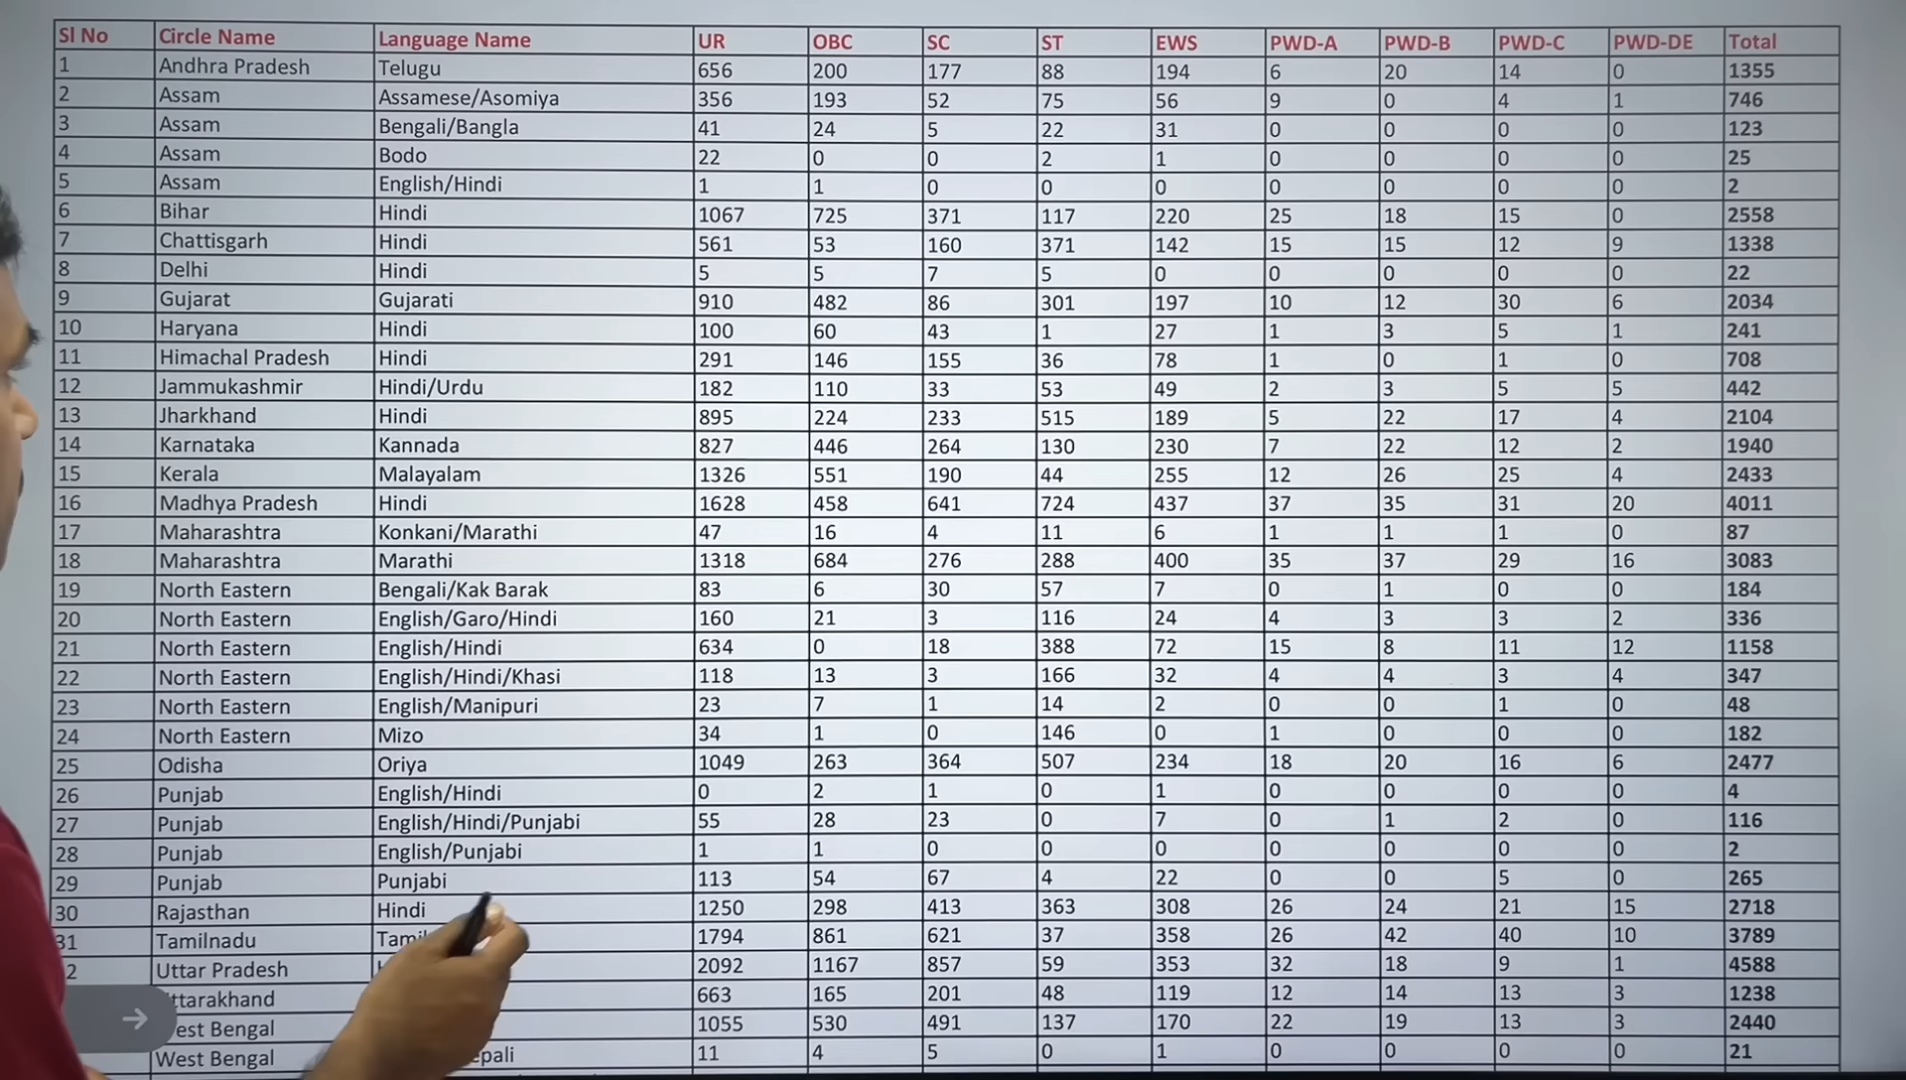 Sl No Circle Name Language Name UR OBC SC ST EWS PWD-A PWD-B PWD-C PWD-DE Total
1 Andhra Pradesh Telugu 656 200 177 88 194 6 20 14 0 1355
2 Assam Assamese/Asomiya 356 193 52 75 56 9 0 4 1 746
3 Assam Bengali/Bangla 41 24 5 22 31 0 0 0 0 123
4 Assam Bodo 22 0 0 2 1 0 0 0 0 25
5 Assam English/Hindi 1 1 0 0 0 0 0 0 0 2
6 Bihar Hindi 1067 725 371 117 220 25 18 15 0 2558
7 Chattisgarh Hindi 561 53 160 371 142 15 15 12 9 1338
8 Delhi Hindi 5 5 7 5 0 0 0 0 0 22
9 Gujarat Gujarati 910 482 86 301 197 10 12 30 6 2034
10 Haryana Hindi 100 60 43 1 27 1 3 5 1 241
11 Himachal Pradesh Hindi 291 146 155 36 78 1 0 1 0 708
12 Jammukashmir Hindi/Urdu 182 110 33 53 49 2 3 5 5 442
13 Jharkhand Hindi 895 224 233 515 189 5 22 17 4 2104
14 Karnataka Kannada 827 446 264 130 230 7 22 12 2 1940
15 Kerala Malayalam 1326 551 190 44 255 12 26 25 4 2433
16 Madhya Pradesh Hindi 1628 458 641 724 437 37 35 31 20 4011
17 Maharashtra Konkani/Marathi 47 16 4 11 6 1 1 1 0 87
18 Maharashtra Marathi 1318 684 276 288 400 35 37 29 16 3083
19 North Eastern Bengali/Kak Barak 83 6 30 57 7 0 1 0 0 184
20 North Eastern English/Garo/Hindi 160 21 3 116 24 4 3 3 2 336
21 North Eastern English/Hindi 634 0 18 388 72 15 8 11 12 1158
22 North Eastern English/Hindi/Khasi 118 13 3 166 32 4 4 3 4 347
23 North Eastern English/Manipuri 23 7 1 14 2 0 0 1 0 48
24 North Eastern Mizo 34 1 0 146 0 1 0 0 0 182
25 Odisha Oriya 1049 263 364 507 234 18 20 16 6 2477
26 Punjab English/Hindi 0 2 1 0 1 0 0 0 0 4
27 Punjab English/Hindi/Punjabi 55 28 23 0 7 0 1 2 0 116
28 Punjab English/Punjabi 1 1 0 0 0 0 0 0 0 2
29 Punjab Punjabi 113 54 67 4 22 0 0 5 0 265
30 Rajasthan Hindi 1250 298 413 363 308 26 24 21 15 2718
31 Tamilnadu 1794 861 621 37 358 26 42 40 10 3789
Uttar Pradesh 2092 1167 857 59 353 32 18 9 1 4588
663 165 201 48 119 12 14 13 3 1238
Bengal 1055 530 491 137 170 22 19 13 3 2440
West Bengal 11 4 5 0 1 0 0 0 0 21